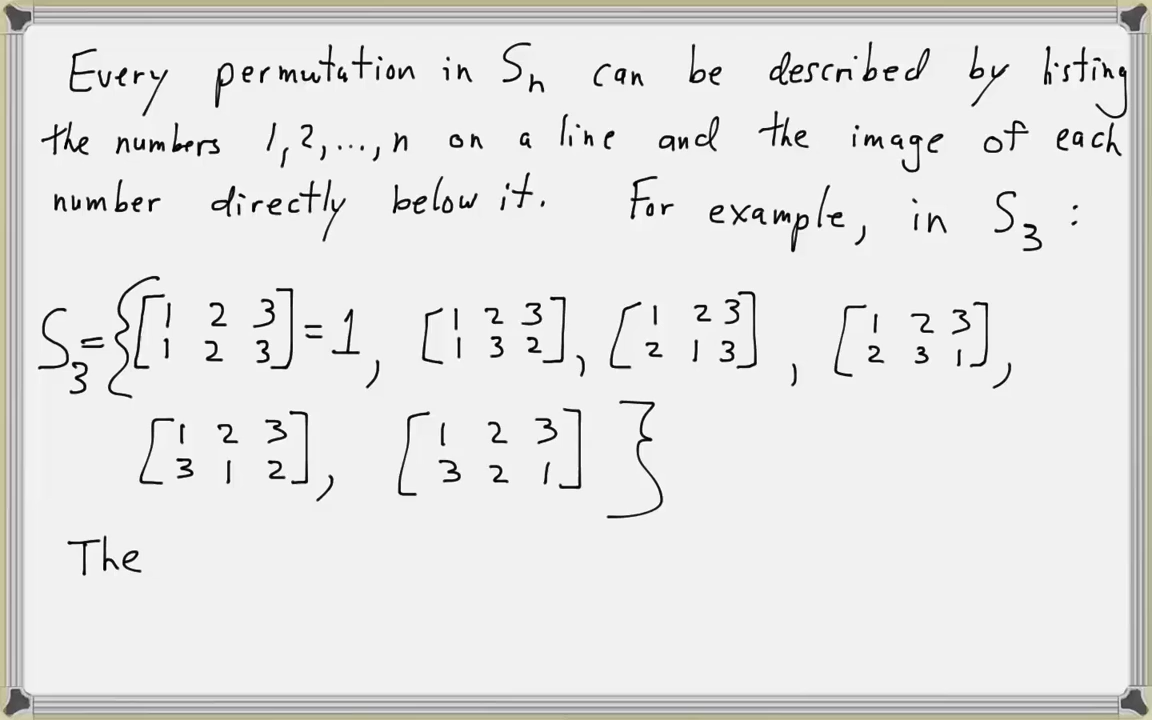 Every permutation in Sn can be described by listing
the numbers 1,2,...,n on a line and the image of each
number directly below it. For example, in S3 :
S3={[1 2 3]=1, [1 2 3], [1 2 3], [1 2 3],
1 2 3 1 3 2 2 1 3 2 3 1
[1 2 3], [1 2 3]}
3 1 2 3 2 1
The